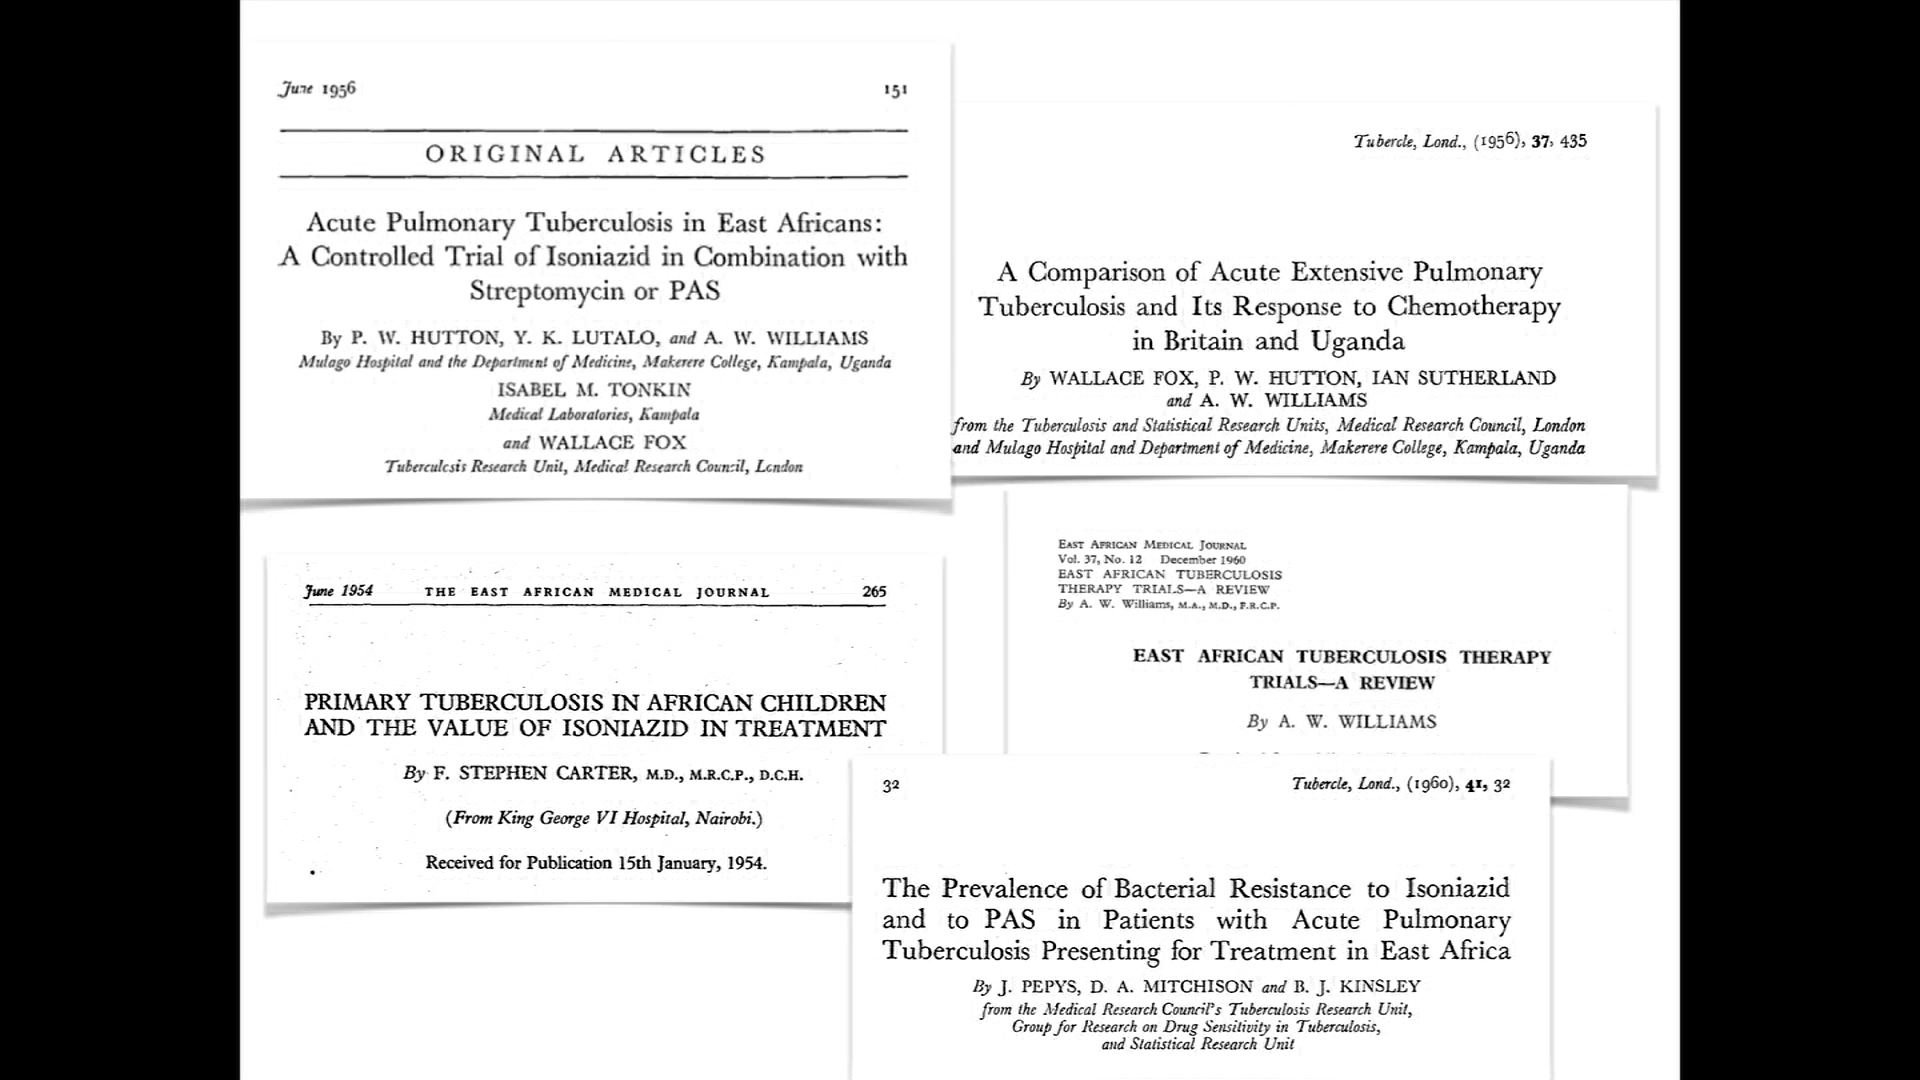 June 1956 151
ORIGINAL ARTICLES
Acute Pulmonary Tuberculosis in East Africans:
A Controlled Trial of Isoniazid in Combination with
Streptomycin or PAS
By P. W. HUTTON, Y. K. LUTALO, and A. W. WILLIAMS
Mulago Hospital and the Department of Medicine, Makerere College, Kampala, Uganda
ISABEL M. TONKIN
Medical Laboratories, Kampala
and WALLACE FOX
Tuberculosis Research Unit, Medical Research Council, London
Tubercle, Lond., (1956), 37, 435
A Comparison of Acute Extensive Pulmonary
Tuberculosis and Its Response to Chemotherapy
in Britain and Uganda
By WALLACE FOX, P. W. HUTTON, IAN SUTHERLAND
and A. W. WILLIAMS
from the Tuberculosis and Statistical Research Units, Medical Research Council, London
and Mulago Hospital and Department of Medicine, Makerere College, Kampala, Uganda
June 1954 THE EAST AFRICAN MEDICAL JOURNAL 265
PRIMARY TUBERCULOSIS IN AFRICAN CHILDREN
AND THE VALUE OF ISONIAZID IN TREATMENT
By F. STEPHEN CARTER, M.D., M.R.C.P., D.C.H.
(From King George VI Hospital, Nairobi.)
Received for Publication 15th January, 1954.
EAST AFRICAN MEDICAL JOURNAL
Vol. 37, No. 12 December 1960
EAST AFRICAN TUBERCULOSIS
THERAPY TRIALS—A REVIEW
By A. W. Williams, M.A., M.D., F.R.C.P.
EAST AFRICAN TUBERCULOSIS THERAPY
TRIALS—A REVIEW
By A. W. WILLIAMS
32 Tubercle, Lond., (1960), 41, 32
The Prevalence of Bacterial Resistance to Isoniazid
and to PAS in Patients with Acute Pulmonary
Tuberculosis Presenting for Treatment in East Africa
By J. PEPYS, D. A. MITCHISON and B. J. KINSLEY
from the Medical Research Council's Tuberculosis Research Unit,
Group for Research on Drug Sensitivity in Tuberculosis,
and Statistical Research Unit